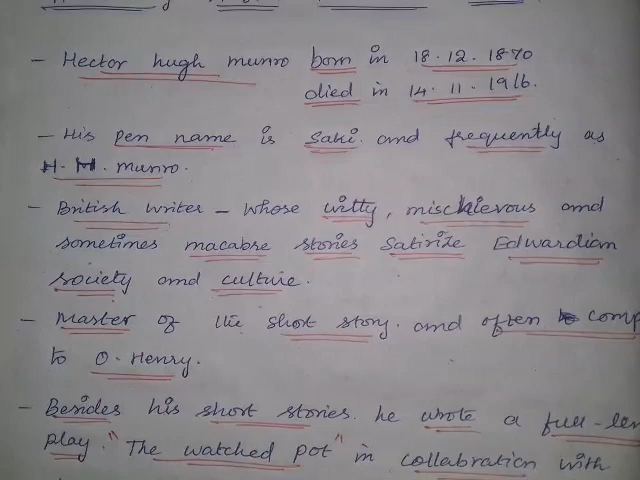 - Hector hugh munro born in 18.12.1870
died in 14.11.1916.
- His pen name is Saki. and frequently as
H.H. munro.
- British writer - whose witty, mischievous and
sometimes macabre stories satirize Edwardian
society and culture.
- Master of the short story. and often comp
to O. Henry.
- Besides his short stories. he wrote a full-len
play. "The watched pot" in collabration with